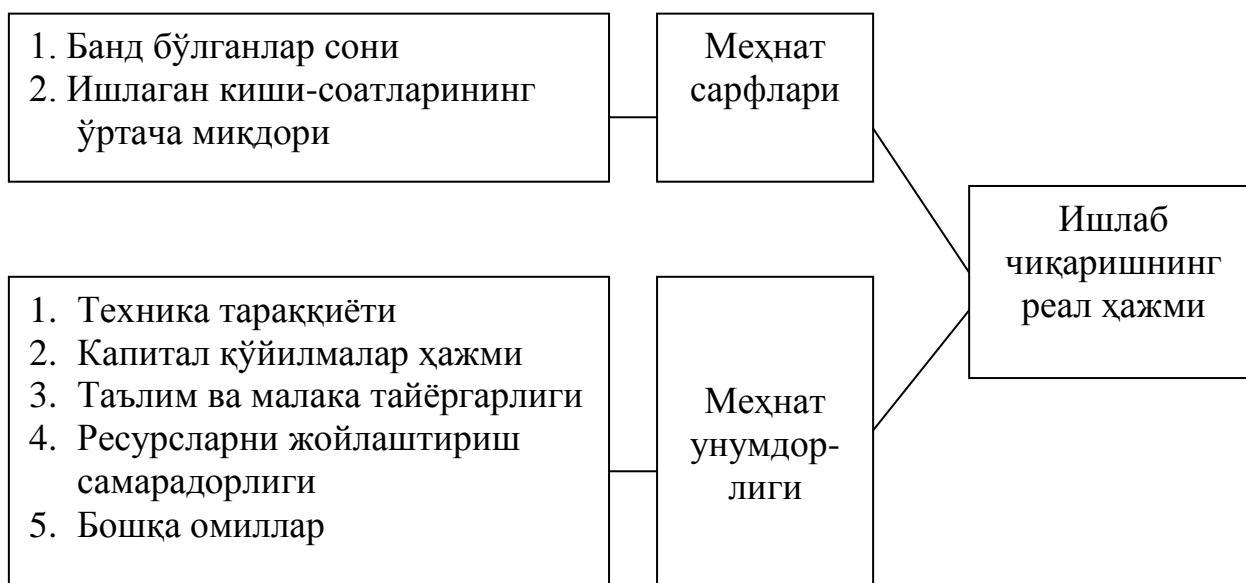 1. Банд бўлганлар сони
2. Ишлаган киши-соатларининг
ўртача миқдори
Меҳнат
сарфлари
Ишлаб
чиқаришнинг
реал ҳажми
1. Техника тараққиёти
2. Капитал қўйилмалар ҳажми
3. Таълим ва малака тайёргарлиги
4. Ресурсларни жойлаштириш
самарадорлиги
5. Бошқа омиллар
Меҳнат
унумдор-
лиги